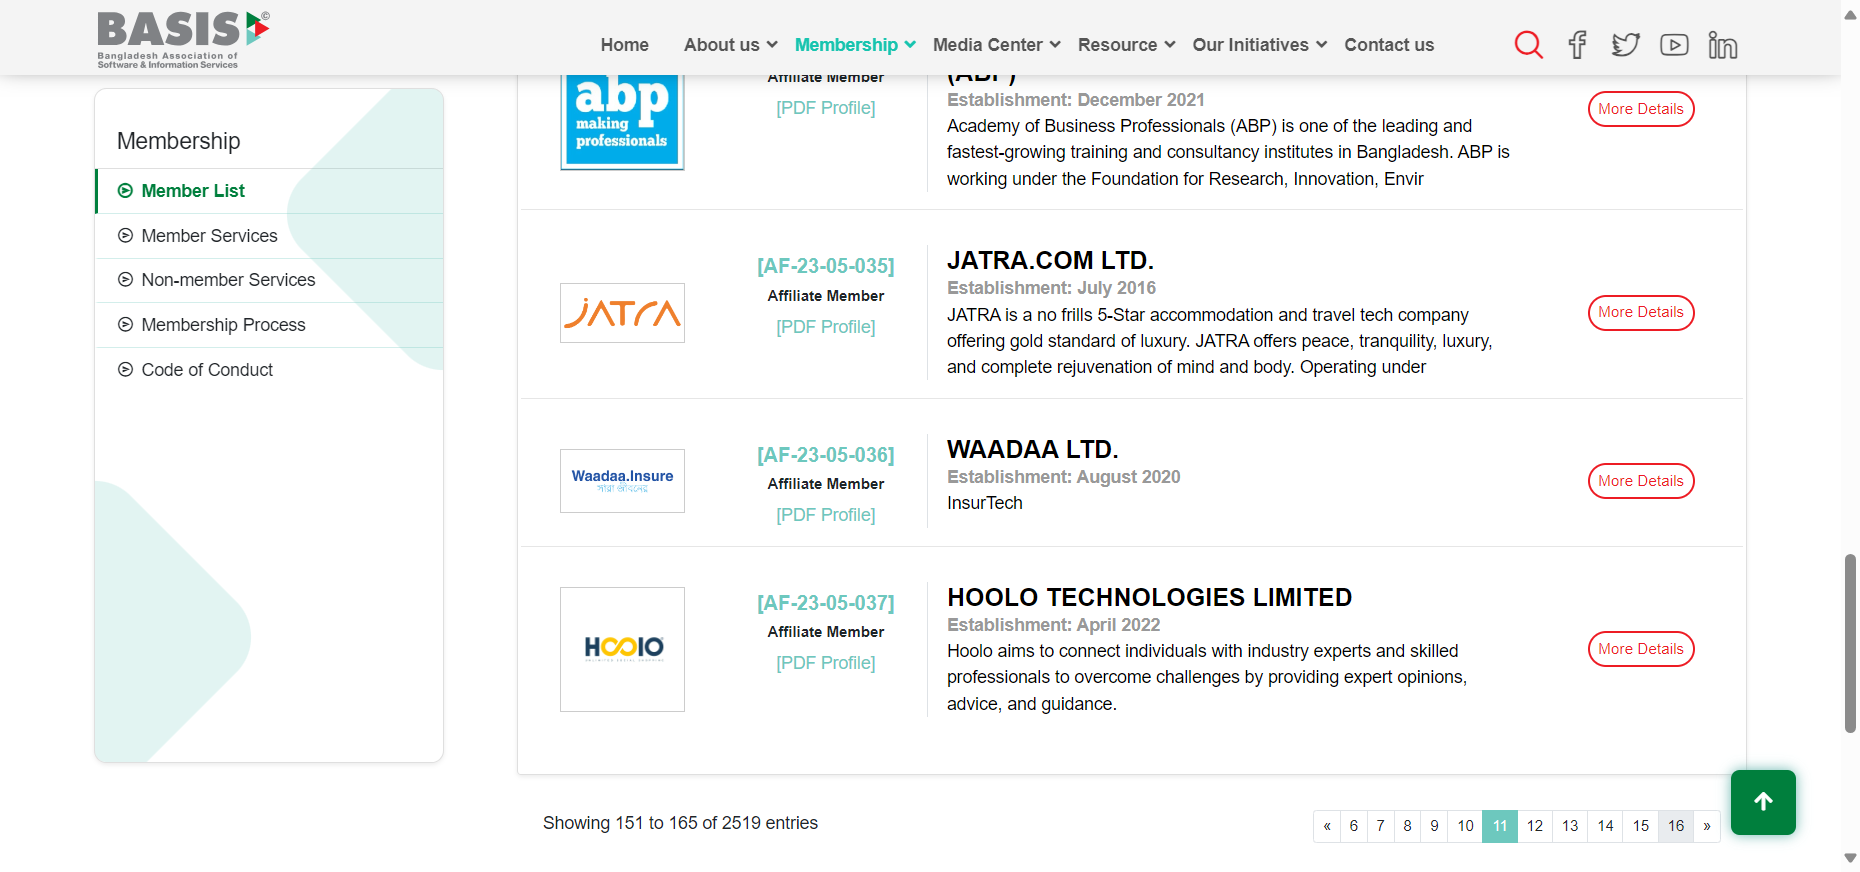 BASIS
©
Bangladesh Association of
Software & Information Services
Home
About us
Membership
Media Center
Resource
Our Initiatives
Contact us
Membership
Member List
Member Services
Non-member Services
Membership Process
Code of Conduct
abp
making
professionals
Affiliate Member
[PDF Profile]
(ABP)
Establishment: December 2021
Academy of Business Professionals (ABP) is one of the leading and
fastest-growing training and consultancy institutes in Bangladesh. ABP is
working under the Foundation for Research, Innovation, Envir
More Details
JATRA
[AF-23-05-035]
Affiliate Member
[PDF Profile]
JATRA.COM LTD.
Establishment: July 2016
JATRA is a no frills 5-Star accommodation and travel tech company
offering gold standard of luxury. JATRA offers peace, tranquility, luxury,
and complete rejuvenation of mind and body. Operating under
More Details
Waadaa.Insure
সারা জীবনের
[AF-23-05-036]
Affiliate Member
[PDF Profile]
WAADAA LTD.
Establishment: August 2020
InsurTech
More Details
HOOLO
[AF-23-05-037]
Affiliate Member
[PDF Profile]
HOOLO TECHNOLOGIES LIMITED
Establishment: April 2022
Hoolo aims to connect individuals with industry experts and skilled
professionals to overcome challenges by providing expert opinions,
advice, and guidance.
More Details
Showing 151 to 165 of 2519 entries
« 6 7 8 9 10 11 12 13 14 15 16 »